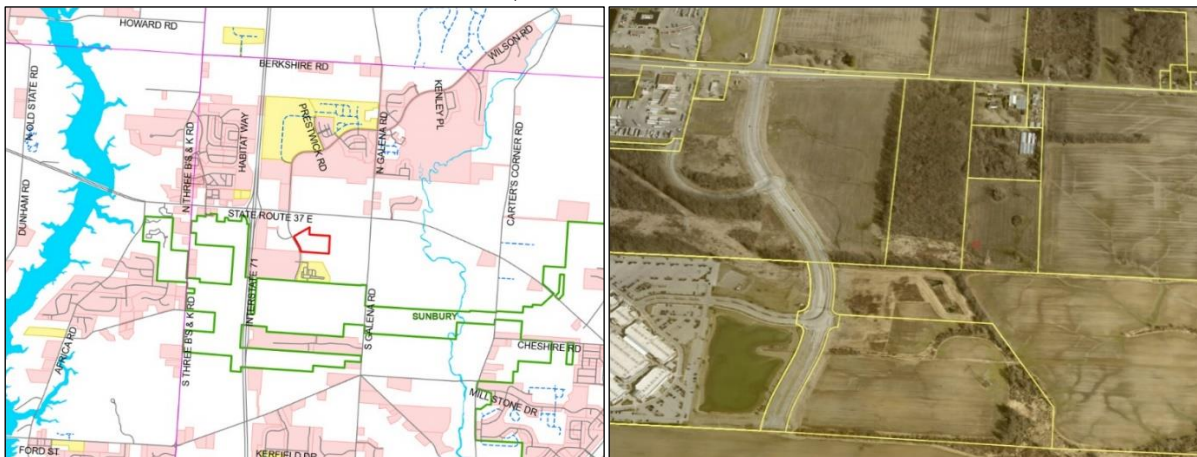 HOWARD RD
BERKSHIRE RD
WILSON RD
N OLD STATE RD
N THREE B'S & K RD
HABITAT WAY
PRESTWICK RD
KENLEY PL
N GALENA RD
CARTER'S CORNER RD
DUNHAM RD
STATE ROUTE 37 E
INTERSTATE 71
S THREE B'S & K RD
S GALENA RD
SUNBURY
AFRICA RD
CHESHIRE RD
MILL STONE DR
FORD ST
KERFIELD DR